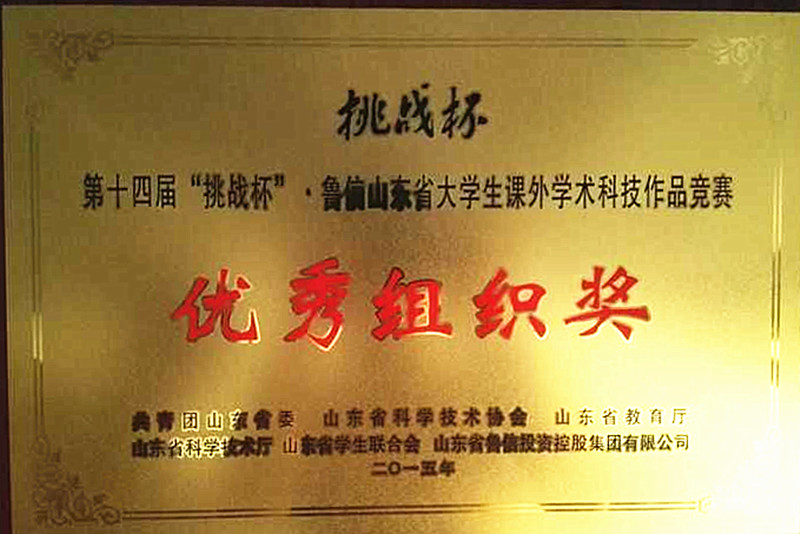 挑战杯
第十四届“挑战杯”·鲁信山东省大学生课外学术科技作品竞赛
优秀组织奖
共青团山东省委 山东省科学技术协会 山东省教育厅
山东省科学技术厅 山东省学生联合会 山东省鲁信投资控股集团有限公司
二〇一五年